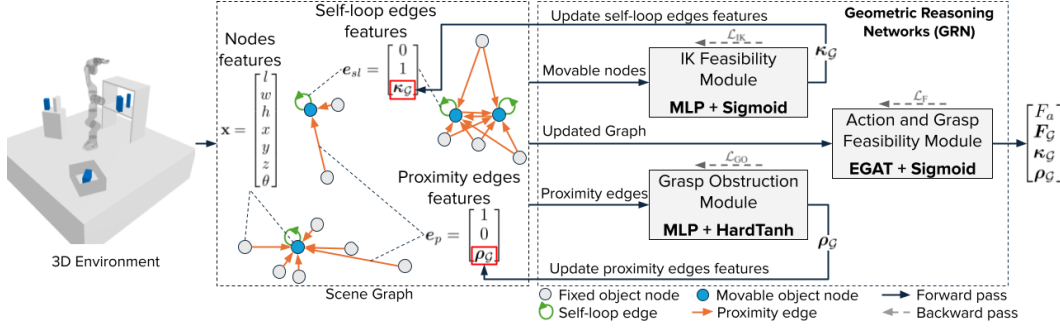 Self-loop edges
features
Nodes
features
x =
l
w
h
x
y
z
θ
e_sl =
0
1
κ_G
Proximity edges
features
e_p =
1
0
ρ_G
3D Environment
Scene Graph
Update self-loop edges features
Geometric Reasoning
Networks (GRN)
κ_G
Movable nodes
L_IK
IK Feasibility
Module
MLP + Sigmoid
Updated Graph
L_F
Action and Grasp
Feasibility Module
EGAT + Sigmoid
F_a
F_G
κ_G
ρ_G
Proximity edges
L_GO
Grasp Obstruction
Module
MLP + HardTanh
ρ_G
Update proximity edges features
Fixed object node
Movable object node
Forward pass
Self-loop edge
Proximity edge
Backward pass